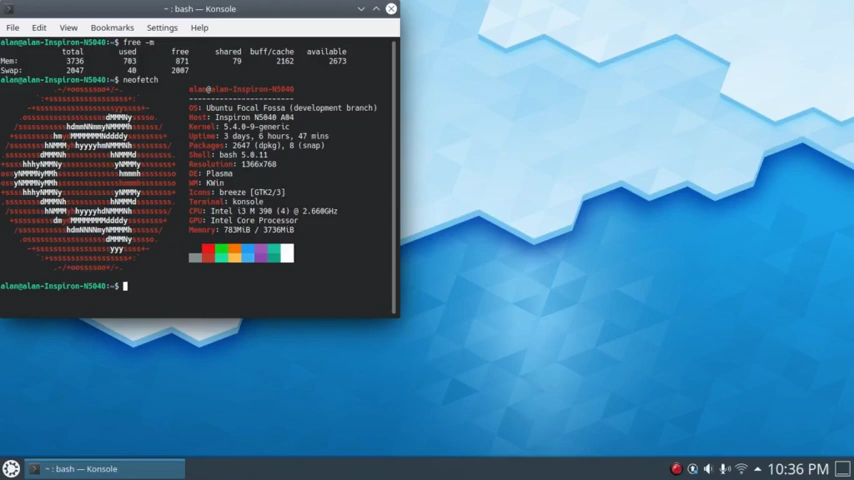 ~ : bash — Konsole
File Edit View Bookmarks Settings Help
alan@alan-Inspiron-N5040:~$ free -m
total used free shared buff/cache available
Mem: 3736 703 871 79 2162 2673
Swap: 2047 40 2007
alan@alan-Inspiron-N5040:~$ neofetch
alan@alan-Inspiron-N5040
------------------------
OS: Ubuntu Focal Fossa (development branch)
Host: Inspiron N5040 A04
Kernel: 5.4.0-9-generic
Uptime: 3 days, 6 hours, 47 mins
Packages: 2647 (dpkg), 8 (snap)
Shell: bash 5.0.11
Resolution: 1366x768
DE: Plasma
WM: KWin
Icons: breeze [GTK2/3]
Terminal: konsole
CPU: Intel i3 M 390 (4) @ 2.660GHz
GPU: Intel Core Processor
Memory: 783MiB / 3736MiB
alan@alan-Inspiron-N5040:~$
~ : bash — Konsole
10:36 PM